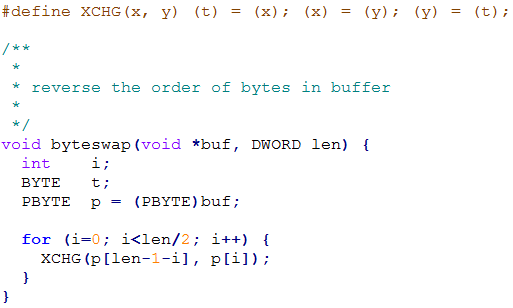 #define XCHG(x, y) (t) = (x); (x) = (y); (y) = (t);

/**
 *
 * reverse the order of bytes in buffer
 *
 */
void byteswap(void *buf, DWORD len) {
  int    i;
  BYTE   t;
  PBYTE  p = (PBYTE)buf;

  for (i=0; i<len/2; i++) {
    XCHG(p[len-1-i], p[i]);
  }
}